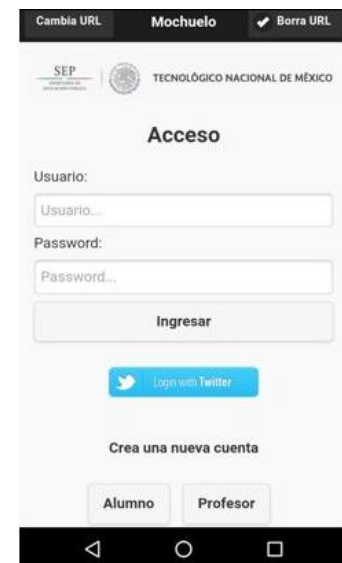 Cambia URL Mochuelo Borra URL
SEP
TECNOLÓGICO NACIONAL DE MÉXICO
Acceso
Usuario:
Usuario...
Password:
Password...
Ingresar
Login with Twitter
Crea una nueva cuenta
Alumno Profesor